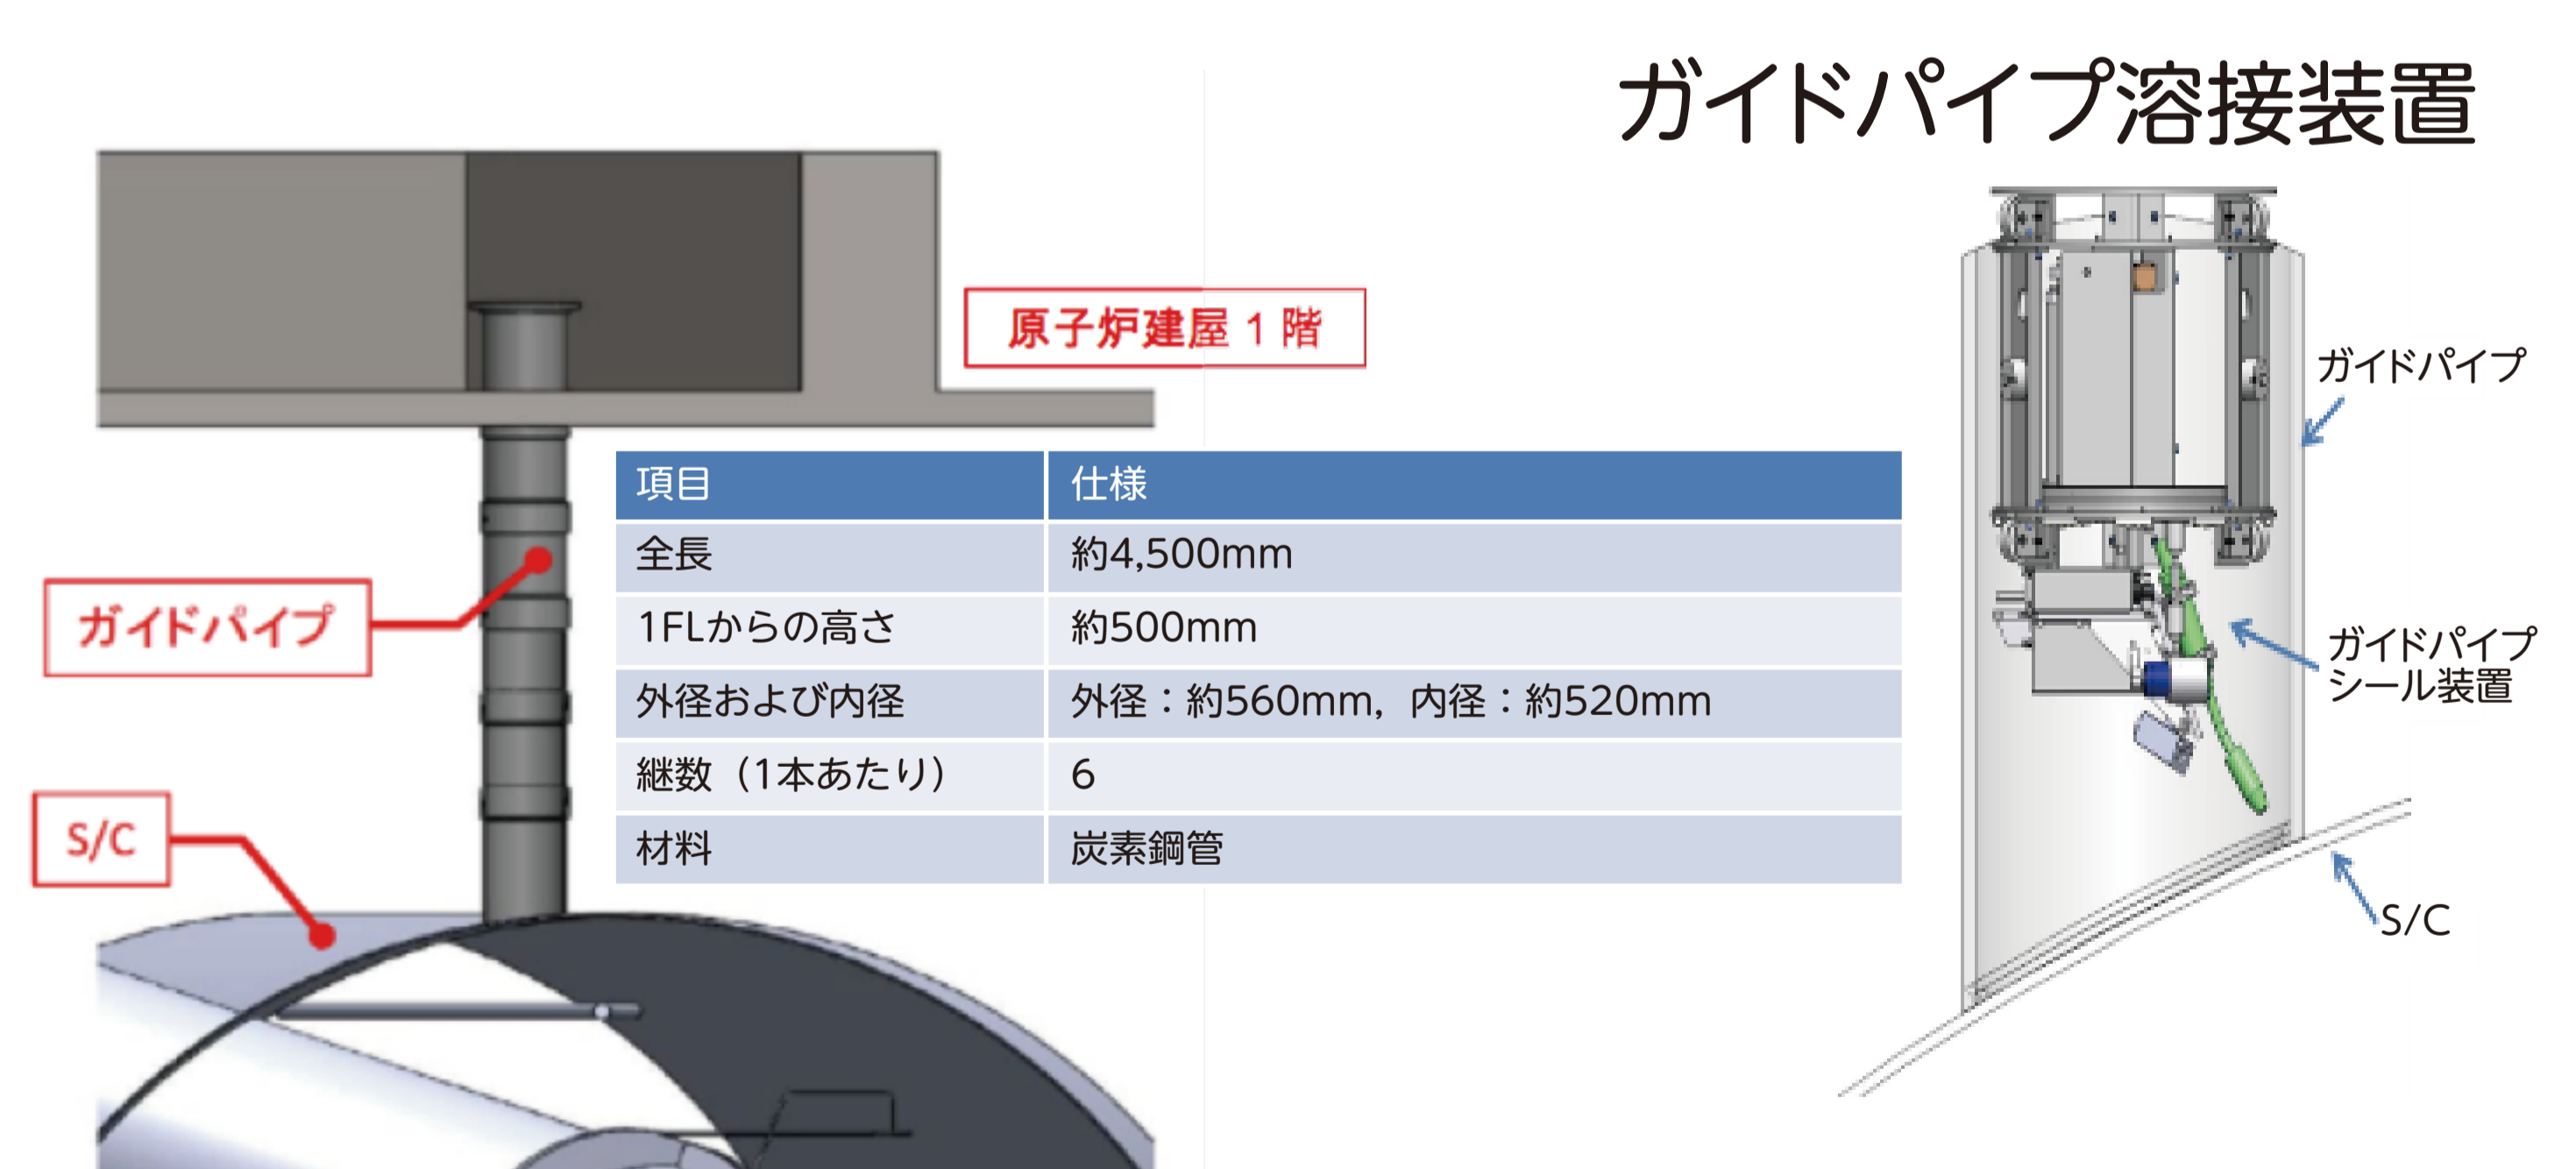 ガイドパイプ溶接装置
原子炉建屋 1 階
ガイドパイプ
S/C
項目 仕様
全長 約4,500mm
1FLからの高さ 約500mm
外径および内径 外径：約560mm，内径：約520mm
継数（1本あたり） 6
材料 炭素鋼管
ガイドパイプ
ガイドパイプ
シール装置
S/C